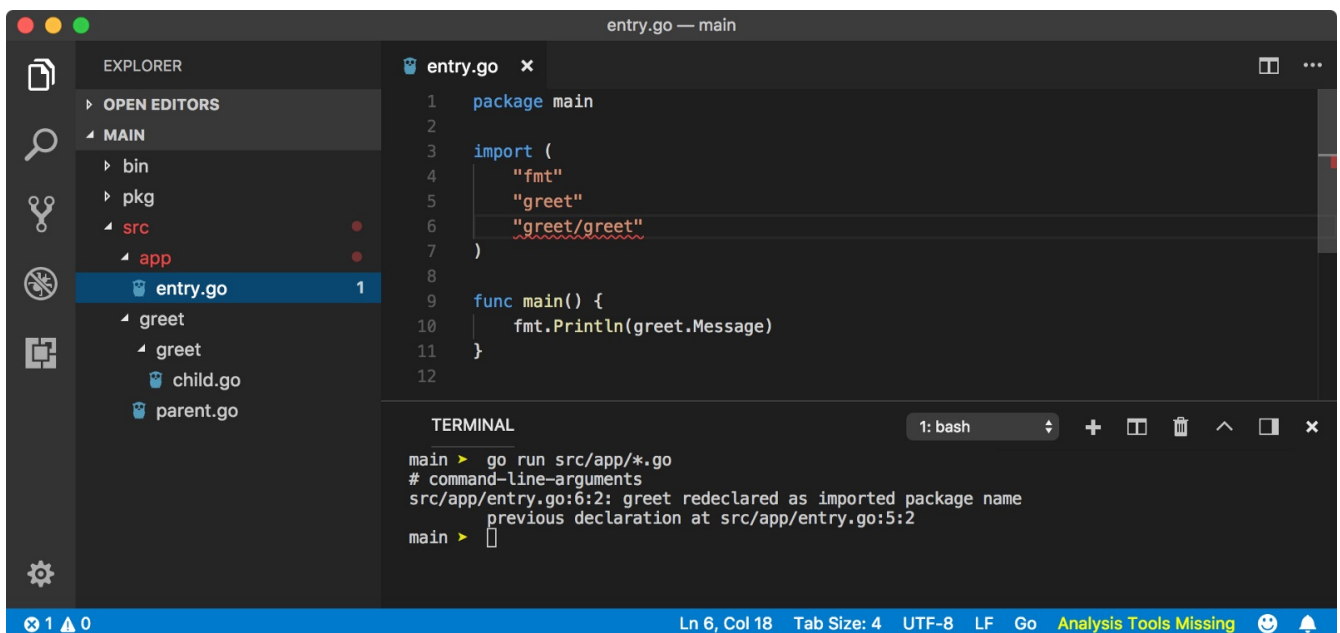 entry.go — main
EXPLORER
OPEN EDITORS
MAIN
bin
pkg
src
app
entry.go 1
greet
greet
child.go
parent.go
entry.go
1 package main
2
3 import (
4 "fmt"
5 "greet"
6 "greet/greet"
7 )
8
9 func main() {
10 fmt.Println(greet.Message)
11 }
12
TERMINAL
1: bash
main ➤ go run src/app/*.go
# command-line-arguments
src/app/entry.go:6:2: greet redeclared as imported package name
previous declaration at src/app/entry.go:5:2
main ➤
1 0 Ln 6, Col 18 Tab Size: 4 UTF-8 LF Go Analysis Tools Missing